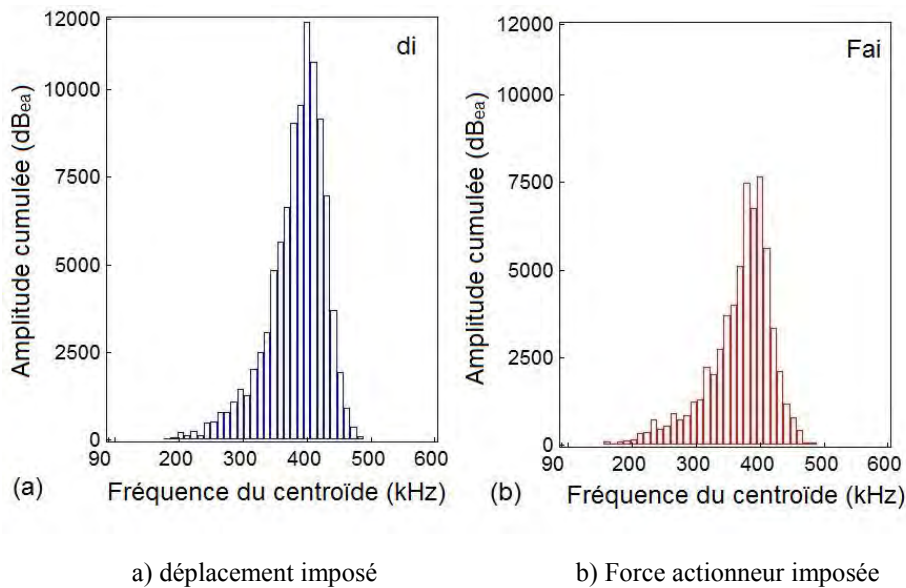 di
Amplitude cumulée (dBea)
12000
10000
7500
5000
2500
0
90 200 300 400 500 600
(a) Fréquence du centroïde (kHz)
Fai
Amplitude cumulée (dBea)
12000
10000
7500
5000
2500
0
90 200 300 400 500 600
(b) Fréquence du centroïde (kHz)
a) déplacement imposé
b) Force actionneur imposée